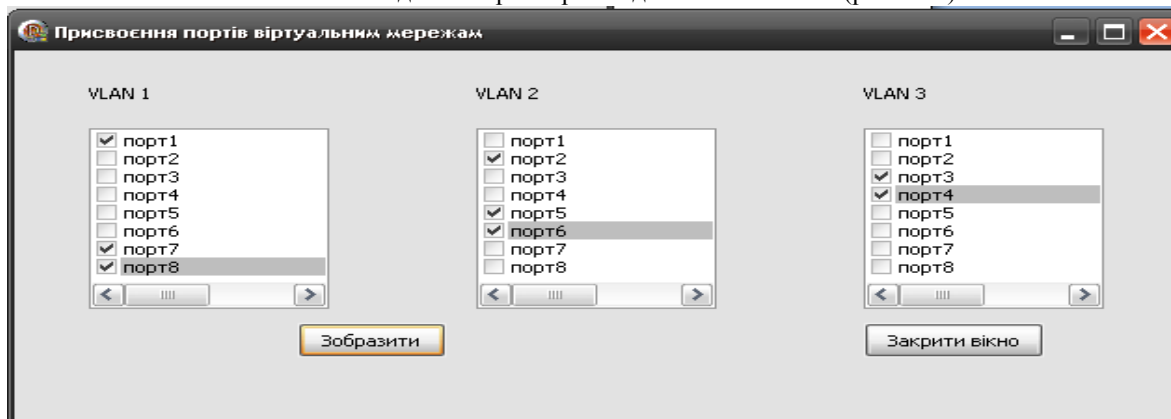 Присвоєння портів віртуальним мережам
VLAN 1
VLAN 2
VLAN 3
порт1
порт2
порт3
порт4
порт5
порт6
порт7
порт8
порт1
порт2
порт3
порт4
порт5
порт6
порт7
порт8
порт1
порт2
порт3
порт4
порт5
порт6
порт7
порт8
Зобразити
Закрити вікно